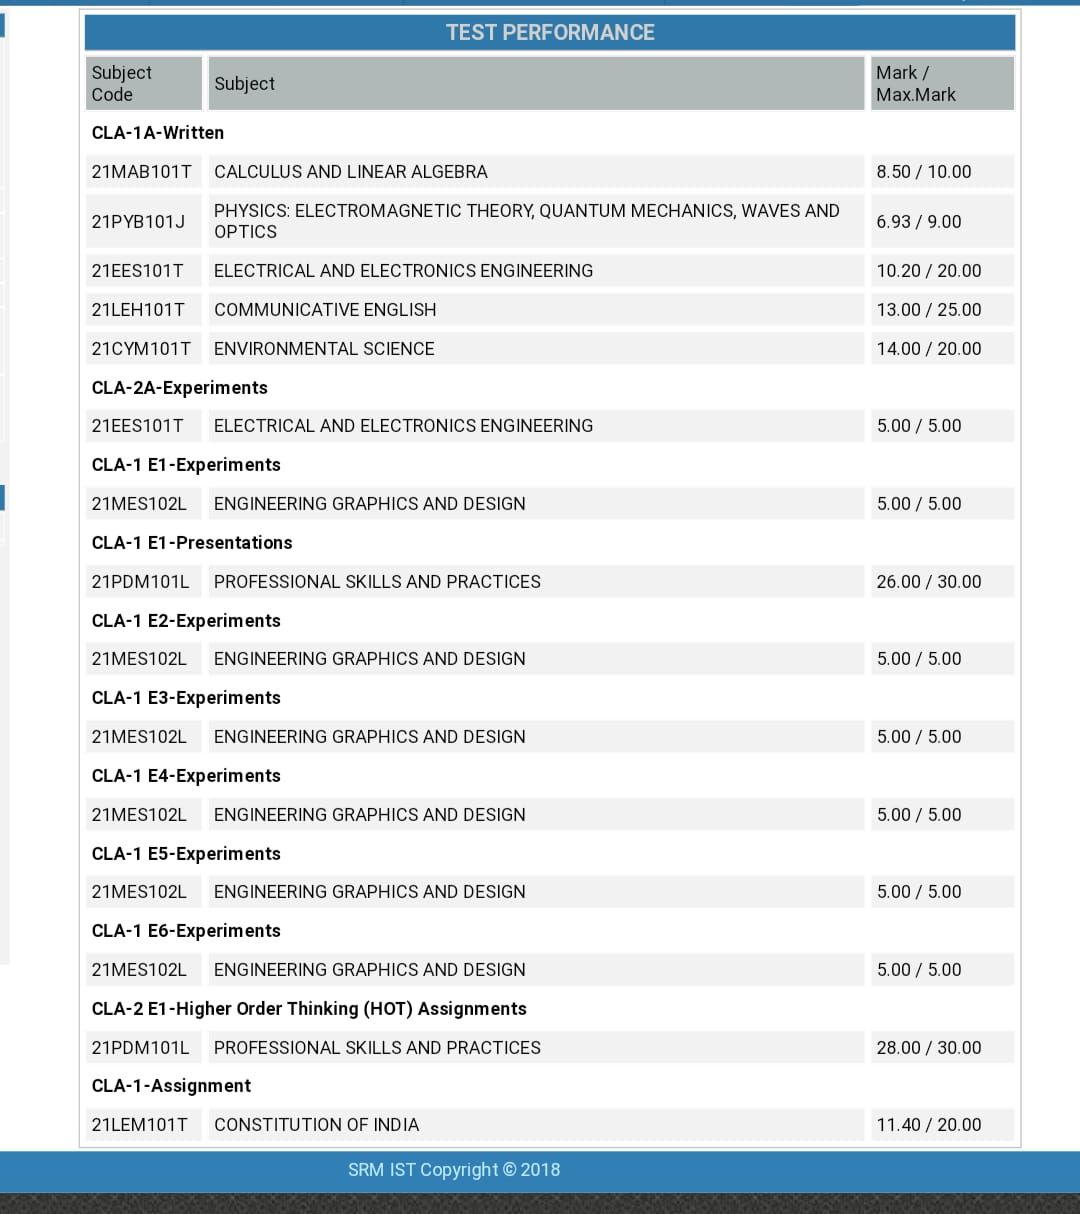 TEST PERFORMANCE
Subject Code
Subject
Mark / Max.Mark
CLA-1A-Written
21MAB101T CALCULUS AND LINEAR ALGEBRA 8.50 / 10.00
21PYB101J PHYSICS: ELECTROMAGNETIC THEORY, QUANTUM MECHANICS, WAVES AND OPTICS 6.93 / 9.00
21EES101T ELECTRICAL AND ELECTRONICS ENGINEERING 10.20 / 20.00
21LEH101T COMMUNICATIVE ENGLISH 13.00 / 25.00
21CYM101T ENVIRONMENTAL SCIENCE 14.00 / 20.00
CLA-2A-Experiments
21EES101T ELECTRICAL AND ELECTRONICS ENGINEERING 5.00 / 5.00
CLA-1 E1-Experiments
21MES102L ENGINEERING GRAPHICS AND DESIGN 5.00 / 5.00
CLA-1 E1-Presentations
21PDM101L PROFESSIONAL SKILLS AND PRACTICES 26.00 / 30.00
CLA-1 E2-Experiments
21MES102L ENGINEERING GRAPHICS AND DESIGN 5.00 / 5.00
CLA-1 E3-Experiments
21MES102L ENGINEERING GRAPHICS AND DESIGN 5.00 / 5.00
CLA-1 E4-Experiments
21MES102L ENGINEERING GRAPHICS AND DESIGN 5.00 / 5.00
CLA-1 E5-Experiments
21MES102L ENGINEERING GRAPHICS AND DESIGN 5.00 / 5.00
CLA-1 E6-Experiments
21MES102L ENGINEERING GRAPHICS AND DESIGN 5.00 / 5.00
CLA-2 E1-Higher Order Thinking (HOT) Assignments
21PDM101L PROFESSIONAL SKILLS AND PRACTICES 28.00 / 30.00
CLA-1-Assignment
21LEM101T CONSTITUTION OF INDIA 11.40 / 20.00
SRM IST Copyright © 2018